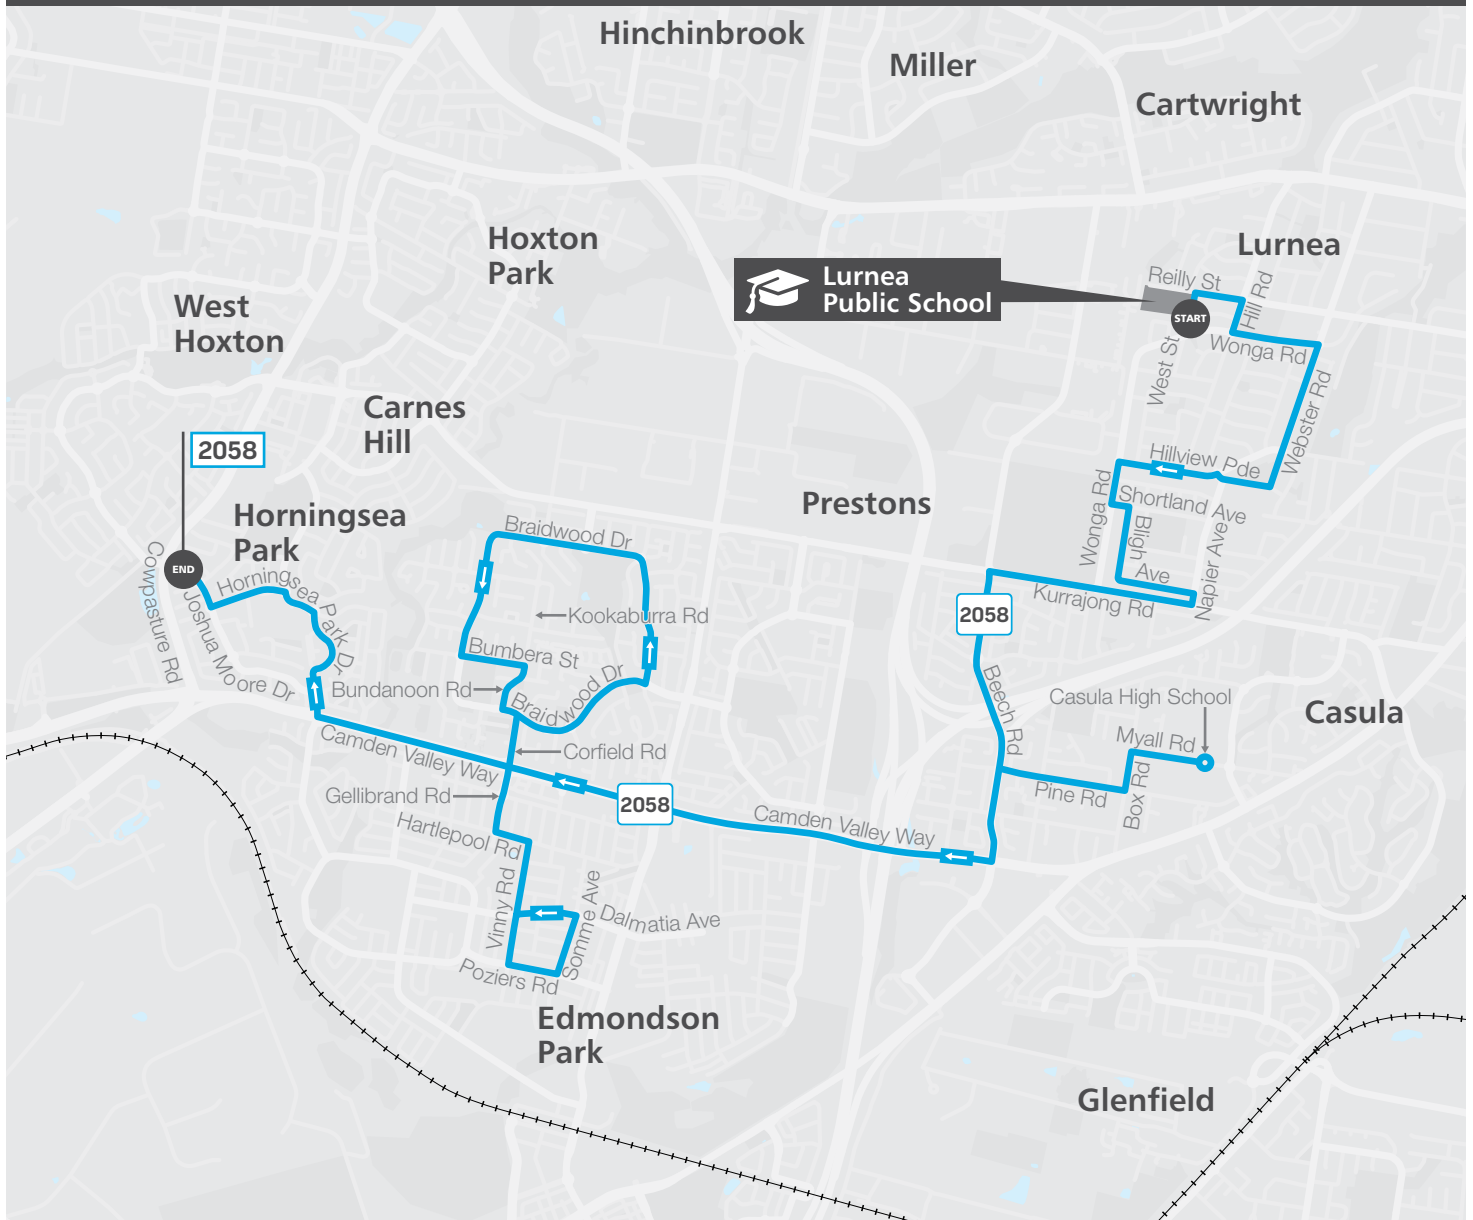 Hinchinbrook
Miller
Cartwright
Hoxton
Park
Lurnea
Lurnea
Public School
Reilly St
START
Hill Rd
Wonga Rd
West St
Webster Rd
West
Hoxton
Carnes
Hill
2058
Hillview Pde
Wonga Rd
Shortland Ave
Bligh
Ave
Napier Ave
Prestons
Horningsea
Park
Braidwood Dr
Cowpasture Rd
END
Horningsea Park Dr
Joshua Moore Dr
Kookaburra Rd
Kurrajong Rd
2058
Bumbera St
Bundanoon Rd
Braidwood Dr
Beech Rd
Casula High School
Casula
Myall Rd
Camden Valley Way
Corfield Rd
Pine Rd
Box Rd
Gellibrand Rd
2058
Camden Valley Way
Hartlepool Rd
Vinny Rd
Somme Ave
Dalmatia Ave
Poziers Rd
Edmondson
Park
Glenfield